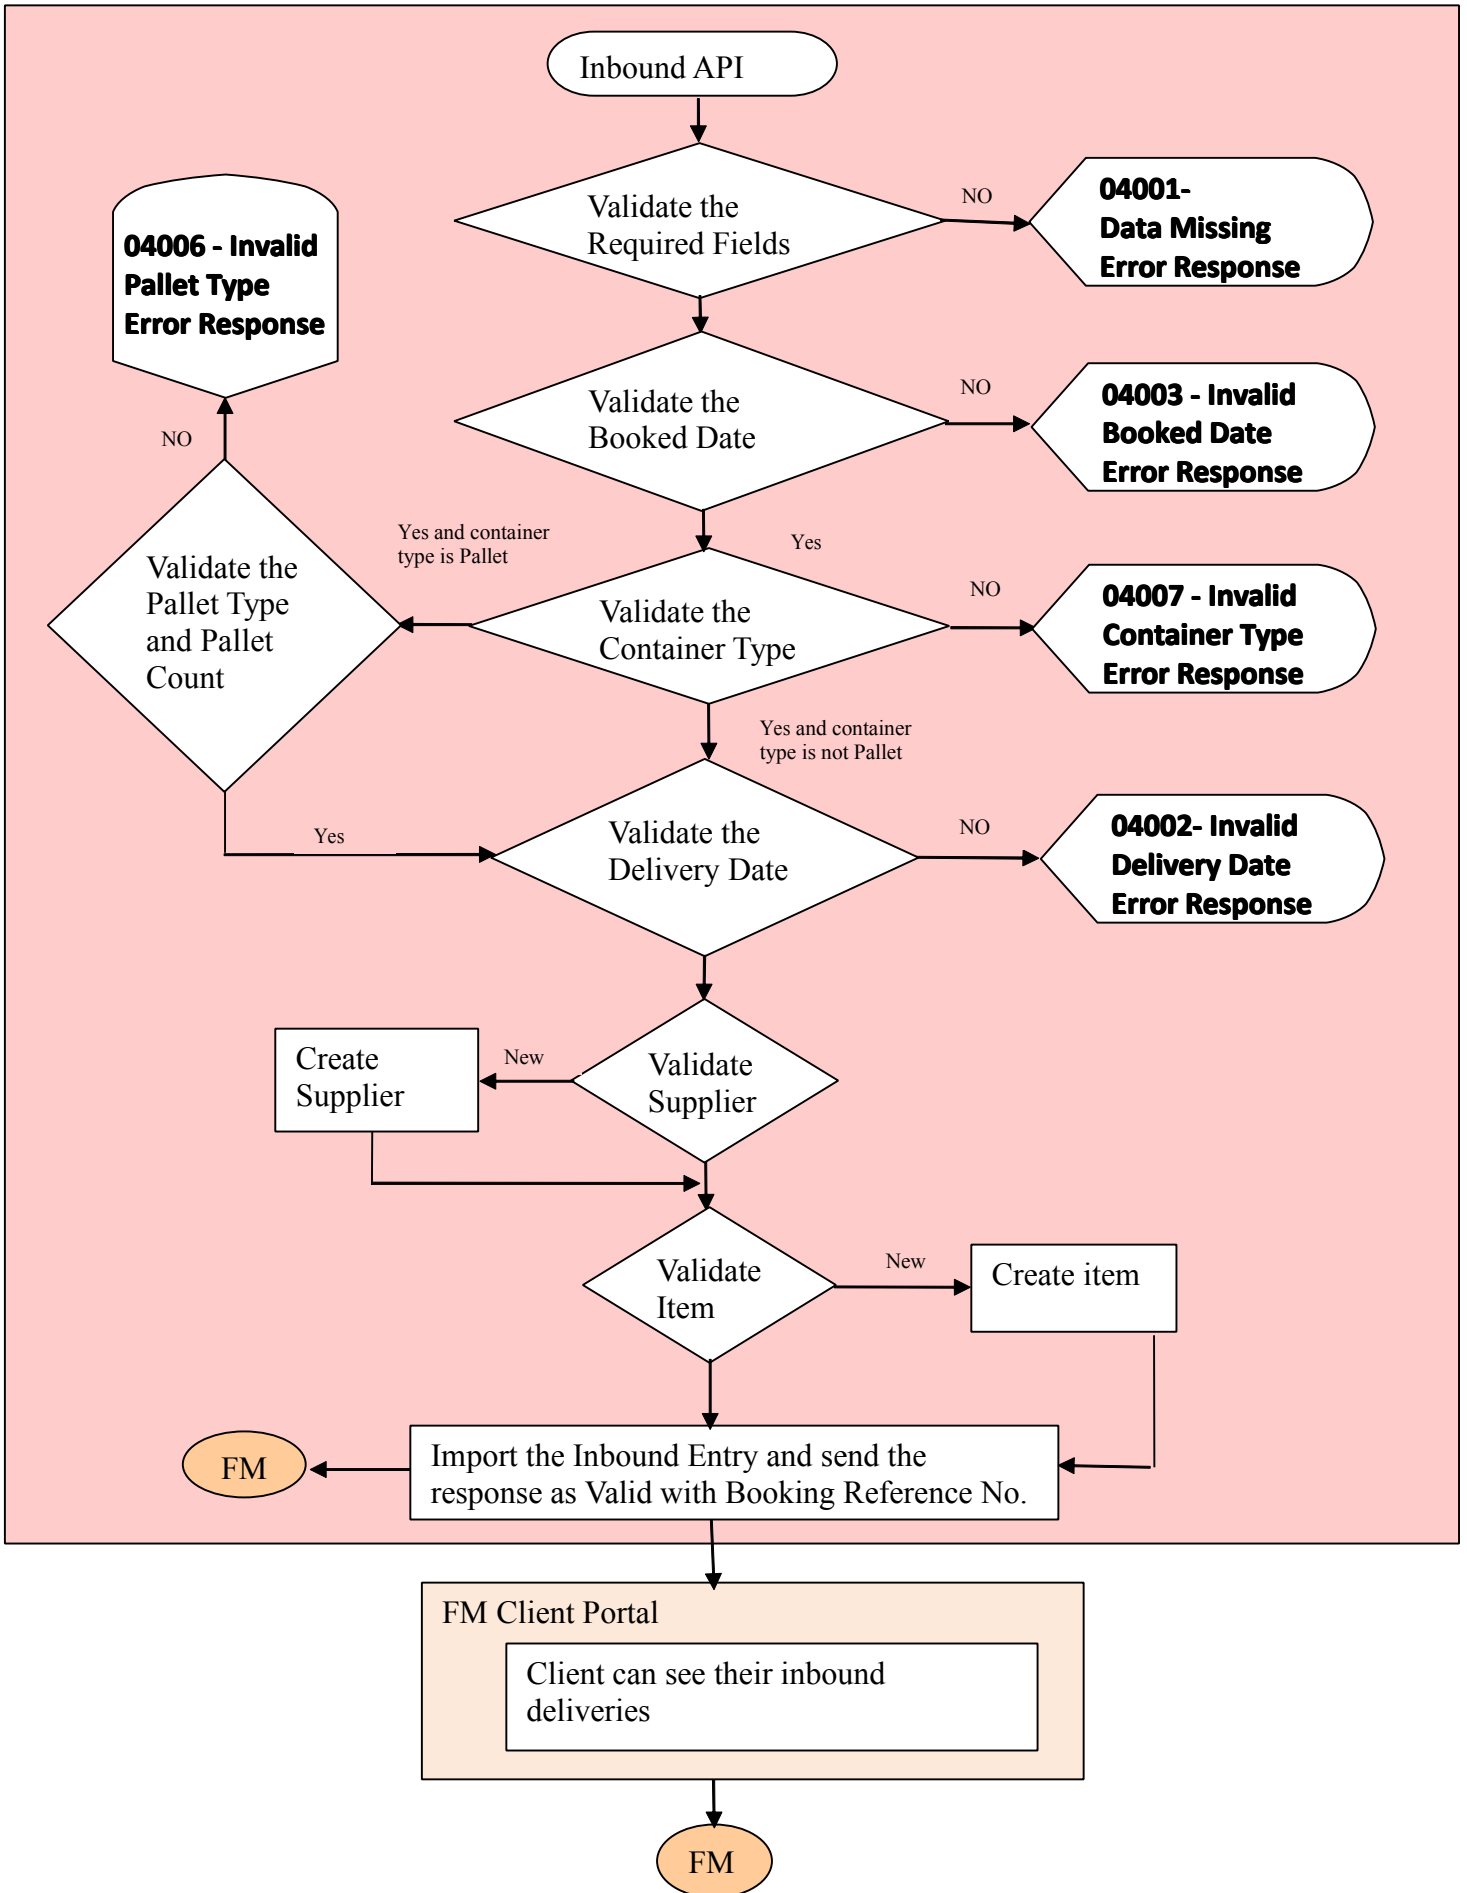 Inbound API
Validate the
Required Fields
NO
04001-
Data Missing
Error Response
04006 - Invalid
Pallet Type
Error Response
Validate the
Booked Date
NO
04003 - Invalid
Booked Date
Error Response
NO
Yes and container
type is Pallet
Yes
Validate the
Pallet Type
and Pallet
Count
Validate the
Container Type
NO
04007 - Invalid
Container Type
Error Response
Yes and container
type is not Pallet
Yes
Validate the
Delivery Date
NO
04002- Invalid
Delivery Date
Error Response
Create
Supplier
New
Validate
Supplier
Validate
Item
New
Create item
FM
Import the Inbound Entry and send the
response as Valid with Booking Reference No.
FM Client Portal
Client can see their inbound
deliveries
FM